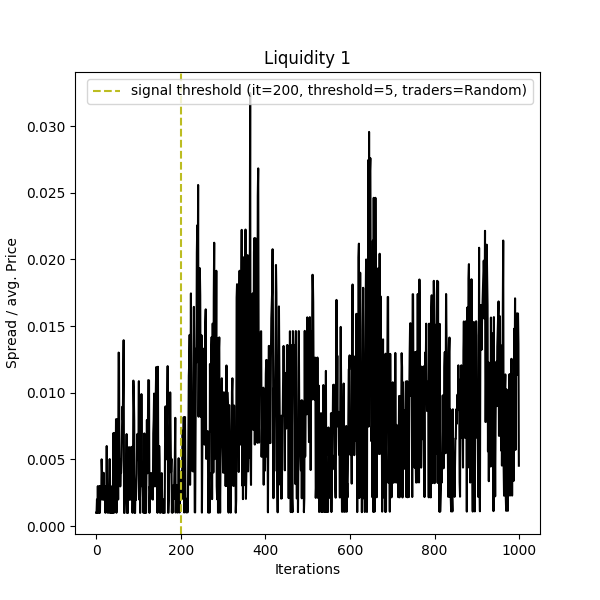 Liquidity 1
signal threshold (it=200, threshold=5, traders=Random)
Spread / avg. Price
0.030
0.025
0.020
0.015
0.010
0.005
0.000
0 200 400 600 800 1000
Iterations